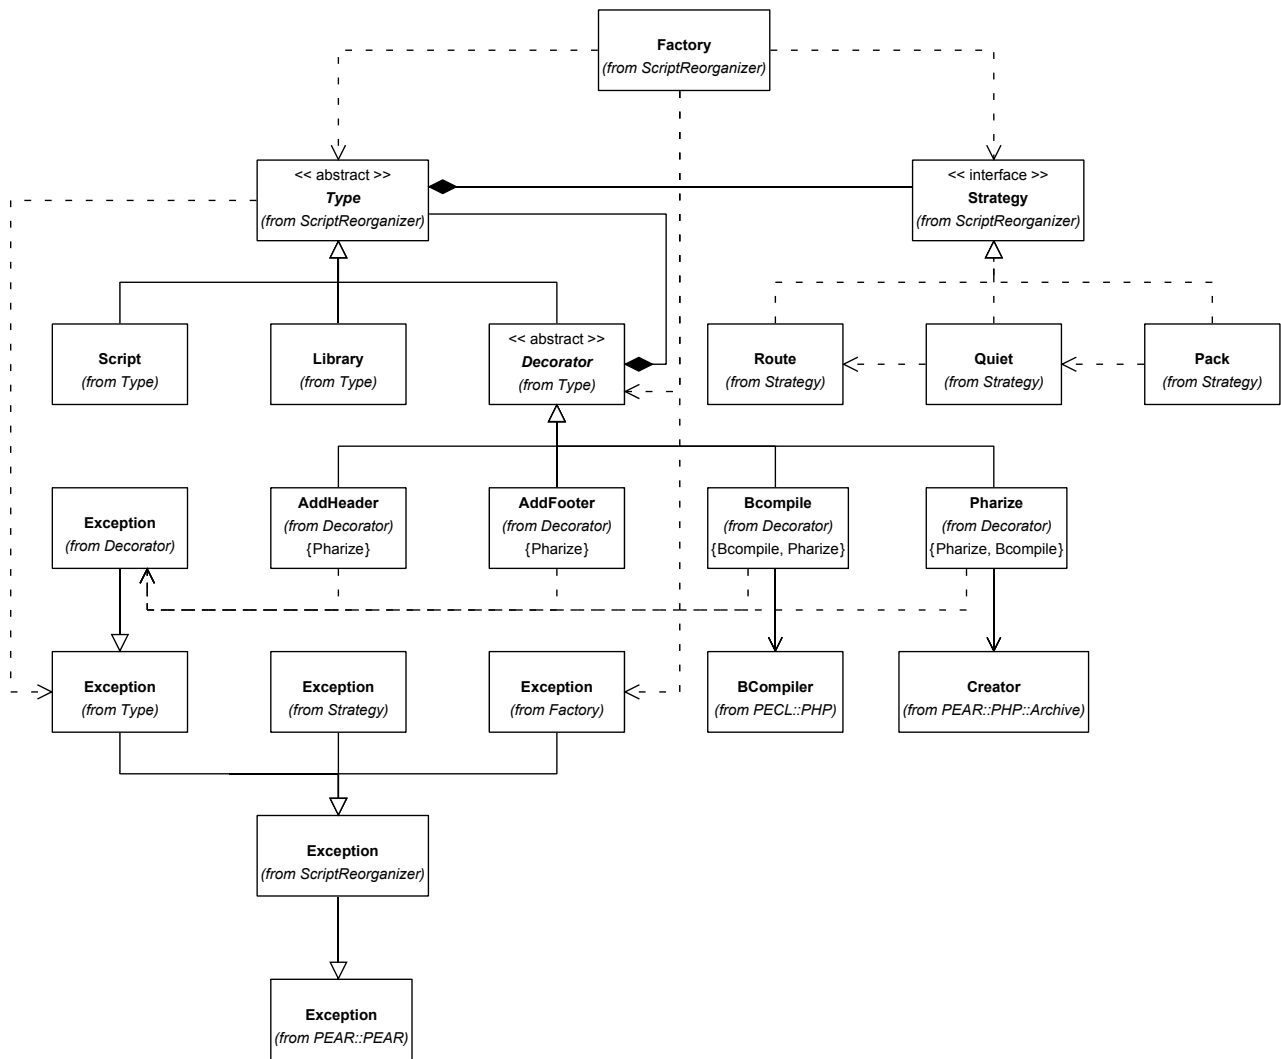 Factory
(from ScriptReorganizer)
<< abstract >>
Type
(from ScriptReorganizer)
<< interface >>
Strategy
(from ScriptReorganizer)
Script
(from Type)
Library
(from Type)
<< abstract >>
Decorator
(from Type)
Route
(from Strategy)
Quiet
(from Strategy)
Pack
(from Strategy)
Exception
(from Decorator)
AddHeader
(from Decorator)
{Pharize}
AddFooter
(from Decorator)
{Pharize}
Bcompile
(from Decorator)
{Bcompile, Pharize}
Pharize
(from Decorator)
{Pharize, Bcompile}
Exception
(from Type)
Exception
(from Strategy)
Exception
(from Factory)
BCompiler
(from PECL::PHP)
Creator
(from PEAR::PHP::Archive)
Exception
(from ScriptReorganizer)
Exception
(from PEAR::PEAR)